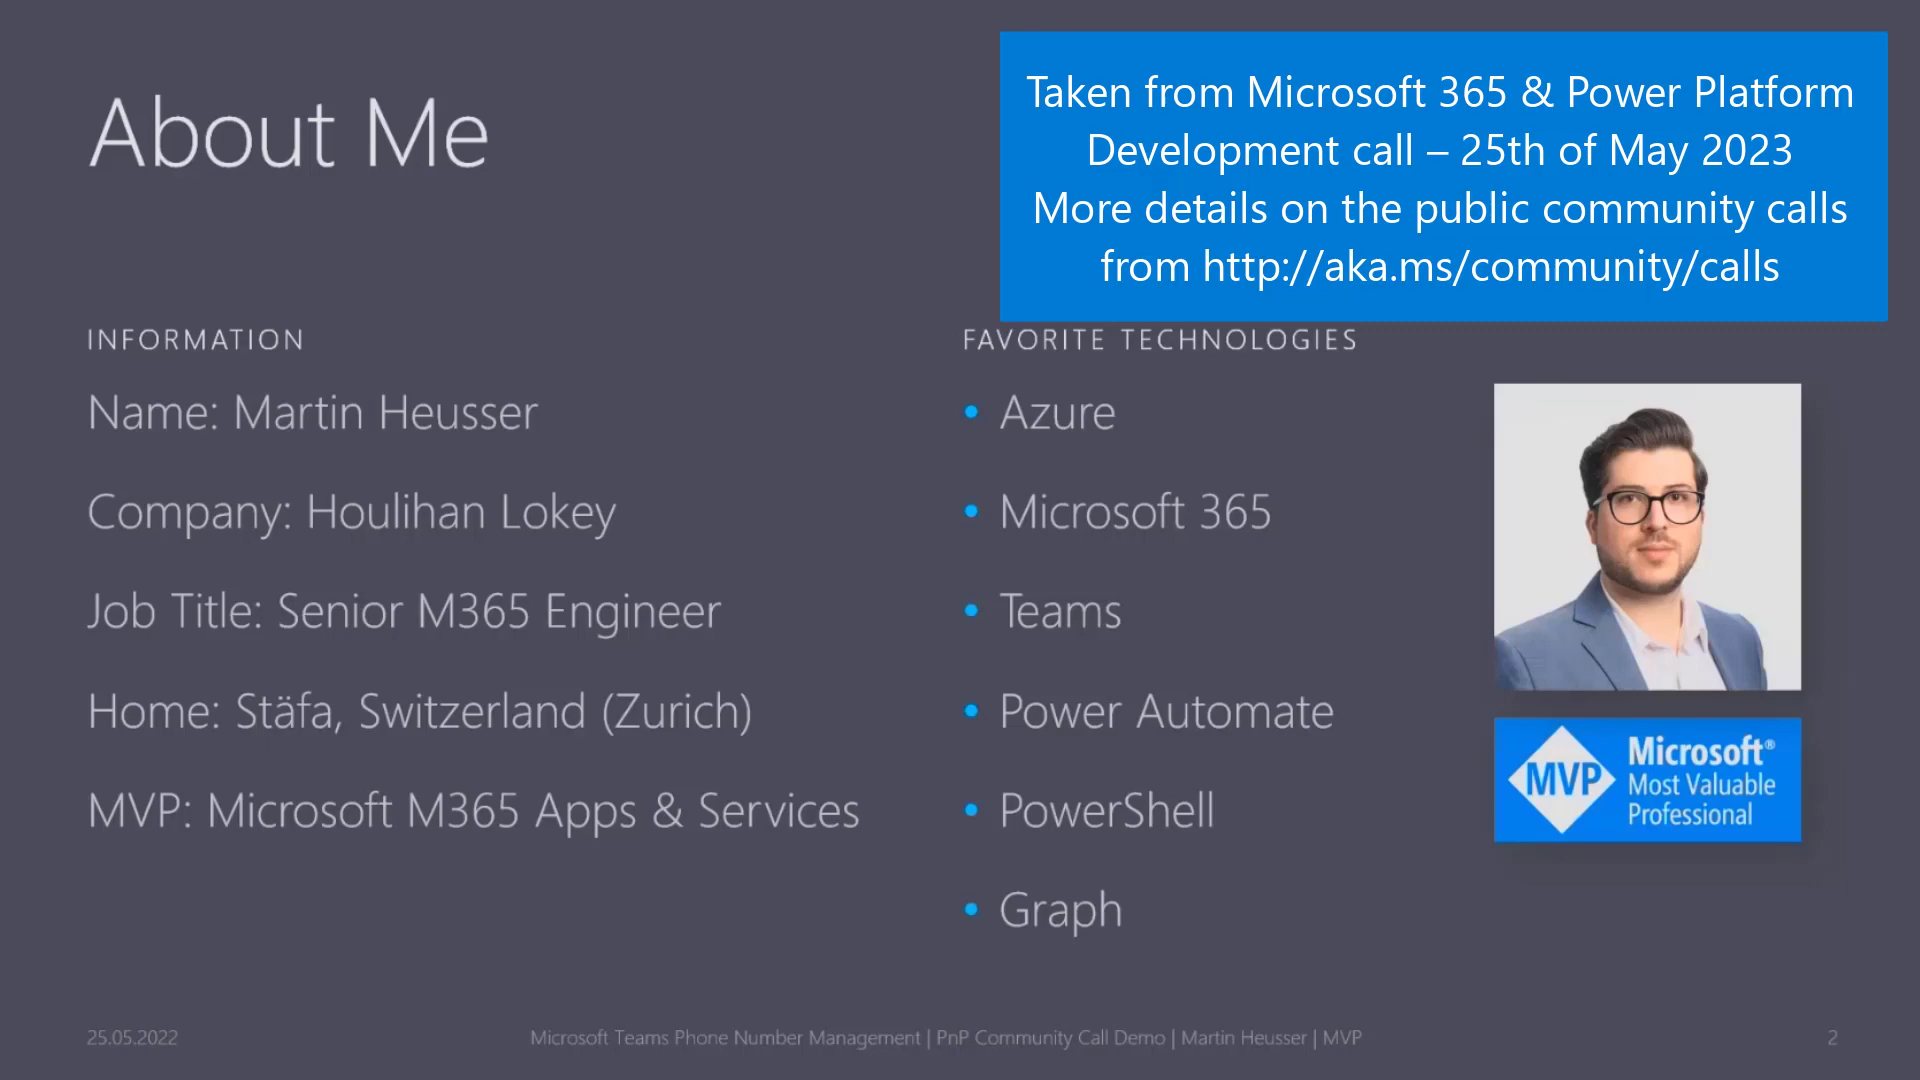 About Me
Taken from Microsoft 365 & Power Platform
Development call – 25th of May 2023
More details on the public community calls
from http://aka.ms/community/calls
INFORMATION
Name: Martin Heusser
Company: Houlihan Lokey
Job Title: Senior M365 Engineer
Home: Stäfa, Switzerland (Zurich)
MVP: Microsoft M365 Apps & Services
FAVORITE TECHNOLOGIES
• Azure
• Microsoft 365
• Teams
• Power Automate
• PowerShell
• Graph
MVP
Microsoft®
Most Valuable
Professional
25.05.2022
Microsoft Teams Phone Number Management | PnP Community Call Demo | Martin Heusser | MVP
2